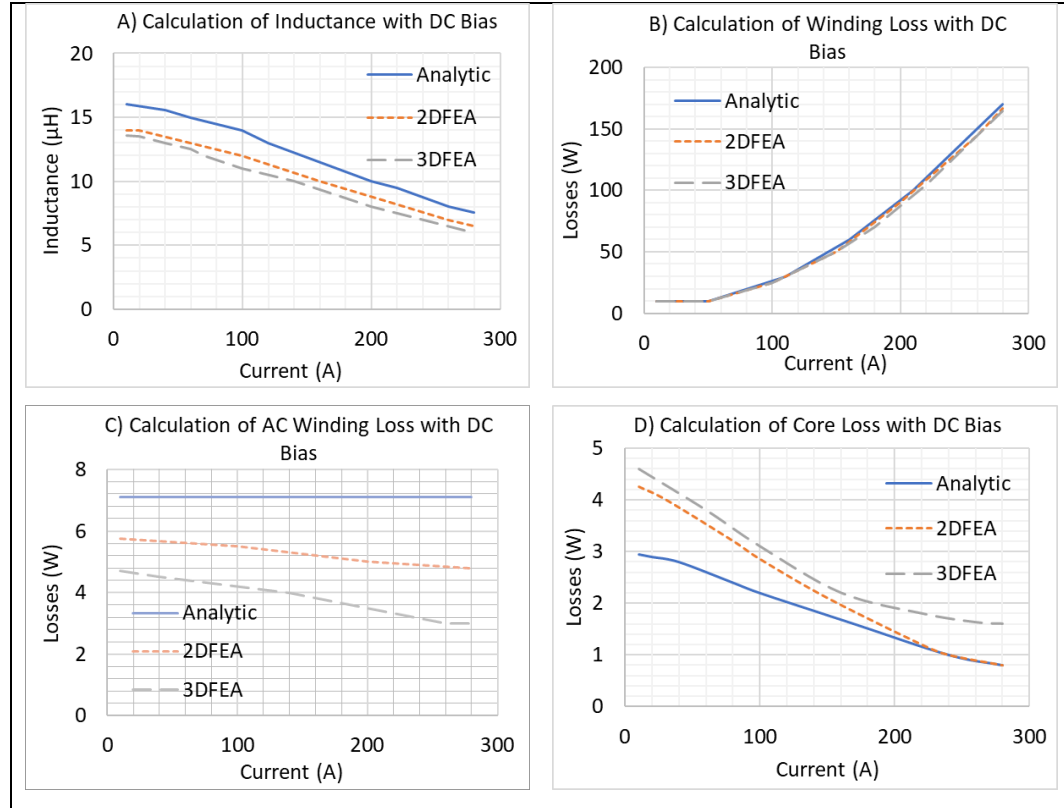 A) Calculation of Inductance with DC Bias
20
15
10
5
0
Inductance (µH)
Analytic
2DFEA
3DFEA
0 100 200 300
Current (A)
B) Calculation of Winding Loss with DC
Bias
200
150
100
50
0
Losses (W)
Analytic
2DFEA
3DFEA
0 100 200 300
Current (A)
C) Calculation of AC Winding Loss with DC
Bias
8
6
4
2
0
Losses (W)
Analytic
2DFEA
3DFEA
0 100 200 300
Current (A)
D) Calculation of Core Loss with DC Bias
5
4
3
2
1
0
Losses (W)
Analytic
2DFEA
3DFEA
0 100 200 300
Current (A)